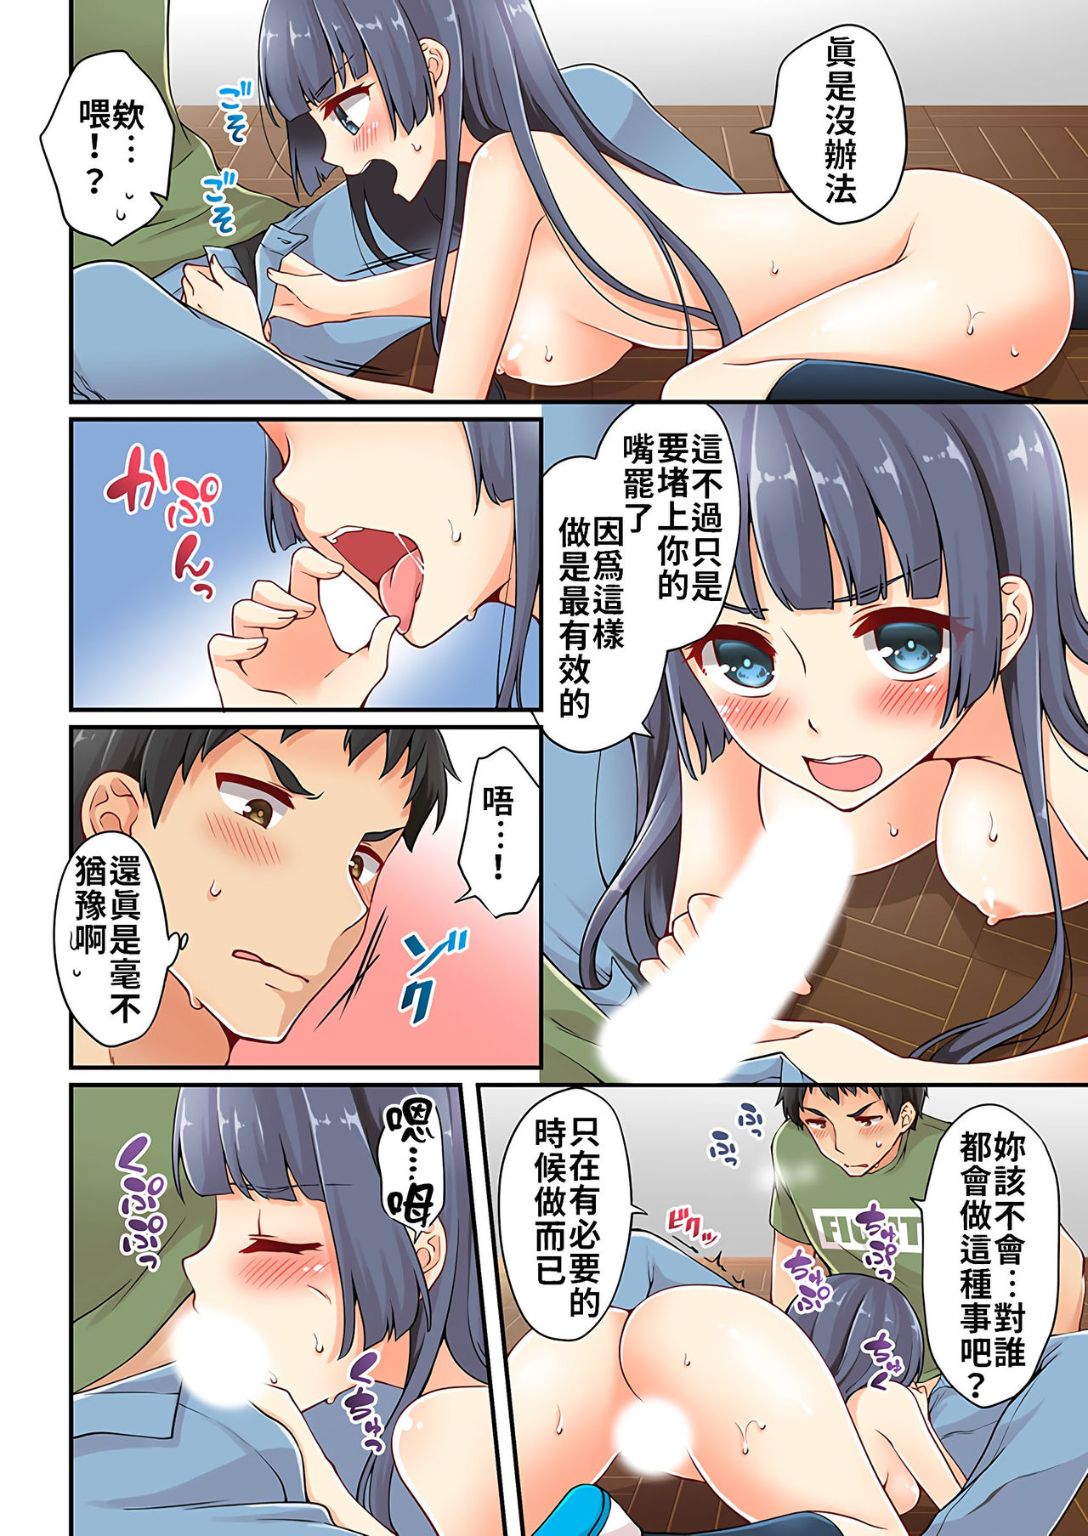 真是沒辦法
欸…
喂!?
ごそ
ごそ
這不過只是
要堵上你的
嘴罷了
因爲這樣
做是最有效的
かぷんっ
唔…!
還眞是毫不
猶豫啊
ゾク
妳該不會…對誰
都會做這種事吧?
ふっ
ふっ
ビクッ
ちゅぷっ
ちゅぷ
ちゅく
只在有必要的
時候做而已
嗯…
呣
くぷぷっ
くちゅっ